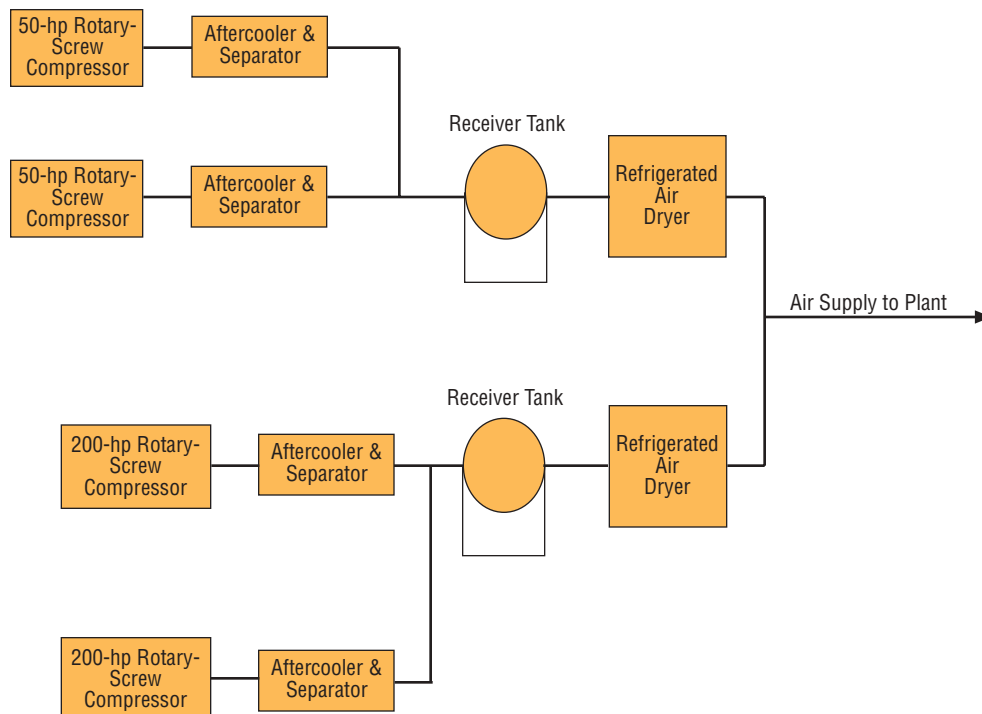 50-hp Rotary-
Screw
Compressor
Aftercooler &
Separator
50-hp Rotary-
Screw
Compressor
Aftercooler &
Separator
Receiver Tank
Refrigerated
Air
Dryer
Air Supply to Plant
200-hp Rotary-
Screw
Compressor
Aftercooler &
Separator
Receiver Tank
Refrigerated
Air
Dryer
200-hp Rotary-
Screw
Compressor
Aftercooler &
Separator